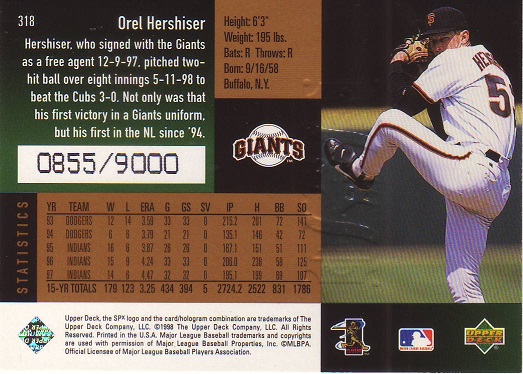 318
Orel Hershiser
Hershiser, who signed with the Giants
as a free agent 12-9-97, pitched two-
hit ball over eight innings 5-11-98 to
beat the Cubs 3-0. Not only was that
his first victory in a Giants uniform,
but his first in the NL since '94.
0855/9000
Height: 6'3"
Weight: 195 lbs.
Bats: R Throws: R
Born: 9/16/58
Buffalo, N.Y.
GIANTS
HER
5
STATISTICS
YR TEAM W L ERA G GS SV IP H BB SO
93 DODGERS 12 14 3.59 33 33 0 215.2 201 72 141
94 DODGERS 6 6 3.79 21 21 0 135.1 146 42 72
95 INDIANS 16 6 3.87 26 26 0 167.1 151 51 111
96 INDIANS 15 9 4.24 33 33 0 206.0 238 58 125
97 INDIANS 14 6 4.47 32 32 0 195.1 199 69 107
15-YR TOTALS 179 123 3.25 434 394 5 2724.2 2522 831 1786
Upper Deck, the SPx logo and the card/hologram combination are trademarks of The
Upper Deck Company, LLC. ©1998 The Upper Deck Company, LLC. All Rights Reserved.
Printed in the U.S.A. Major League Baseball trademarks and copyrights
are used with permission of Major League Baseball Properties, Inc. ©MLBPA.
Official Licensee of Major League Baseball Players Association.
UPPER DECK